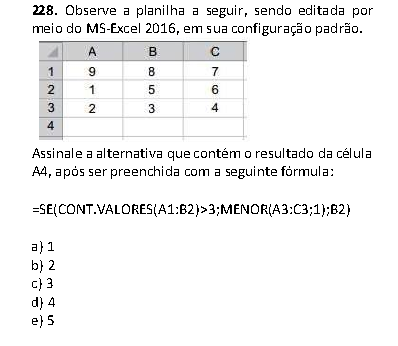 228. Observe a planilha a seguir, sendo editada por
meio do MS-Excel 2016, em sua configuração padrão.
A B C
1 9 8 7
2 1 5 6
3 2 3 4
4
Assinale a alternativa que contém o resultado da célula
A4, após ser preenchida com a seguinte fórmula:
=SE(CONT.VALORES(A1:B2)>3;MENOR(A3:C3;1);B2)
a) 1
b) 2
c) 3
d) 4
e) 5